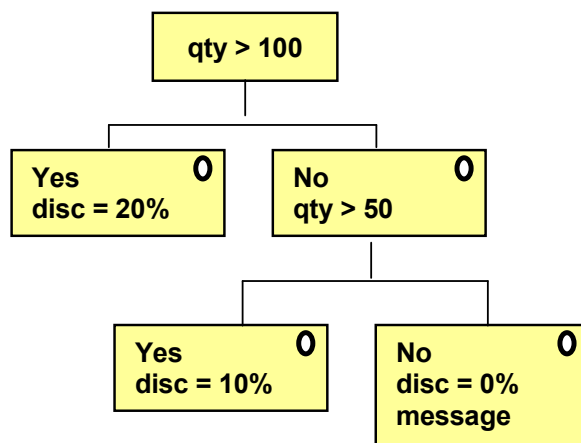 qty > 100
Yes
disc = 20%
No
qty > 50
Yes
disc = 10%
No
disc = 0%
message